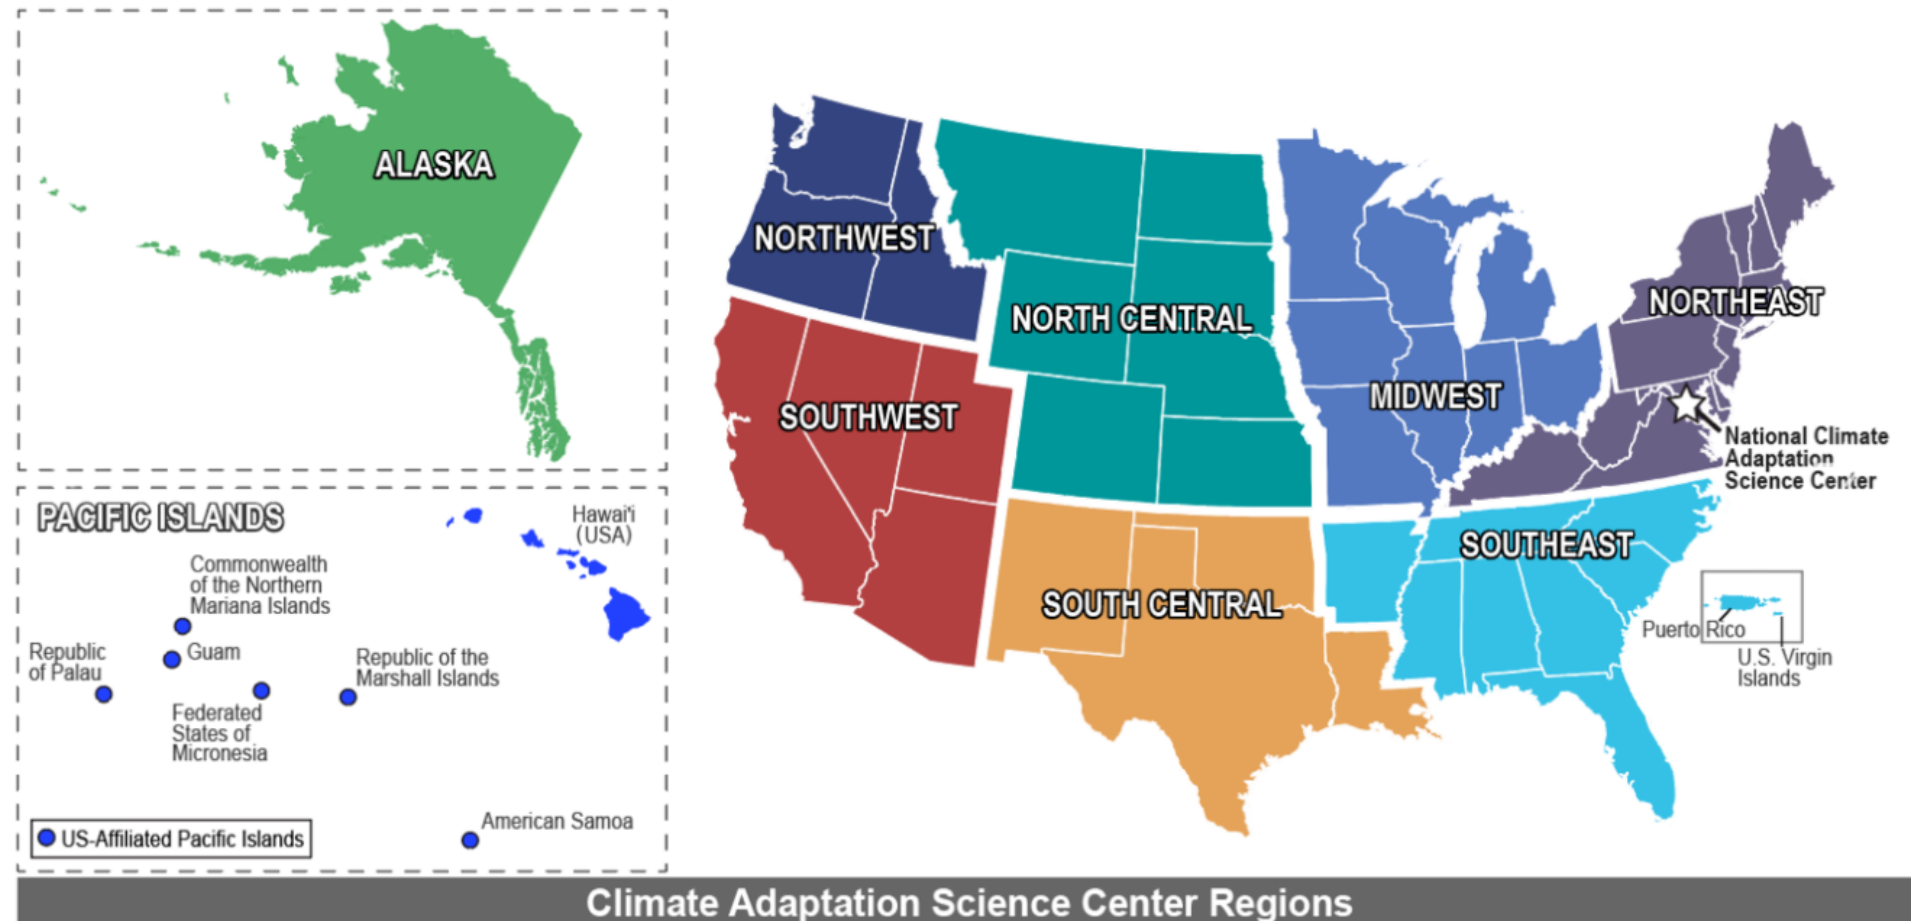 ALASKA
PACIFIC ISLANDS
Hawai'i
(USA)
Commonwealth
of the Northern
Mariana Islands
Guam
Republic
of Palau
Republic of the
Marshall Islands
Federated
States of
Micronesia
American Samoa
US-Affiliated Pacific Islands
NORTHWEST
NORTH CENTRAL
MIDWEST
NORTHEAST
SOUTHWEST
National Climate
Adaptation
Science Center
SOUTH CENTRAL
SOUTHEAST
Puerto Rico
U.S. Virgin
Islands
Climate Adaptation Science Center Regions